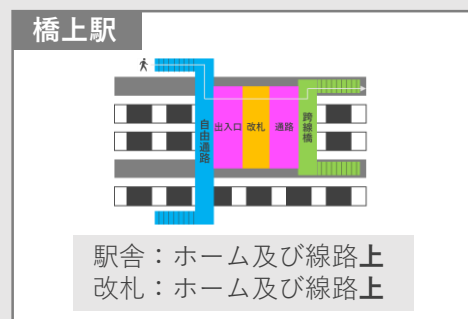 橋上駅
自由通路
出入口
改札
通路
跨線橋
駅舎：ホーム及び線路上
改札：ホーム及び線路上